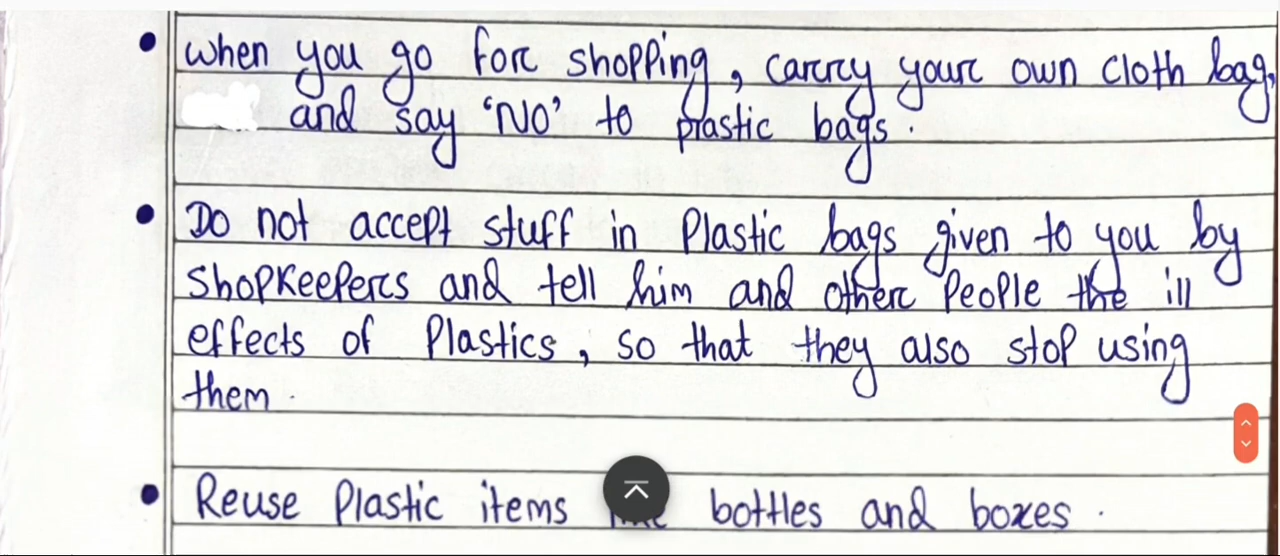 • when you go for shopping, carry your own cloth bag,
and say 'NO' to plastic bags.
• Do not accept stuff in Plastic bags given to you by
shopkeepers and tell him and other People the ill
effects of Plastics, so that they also stop using
them.
• Reuse Plastic items bottles and boxes.